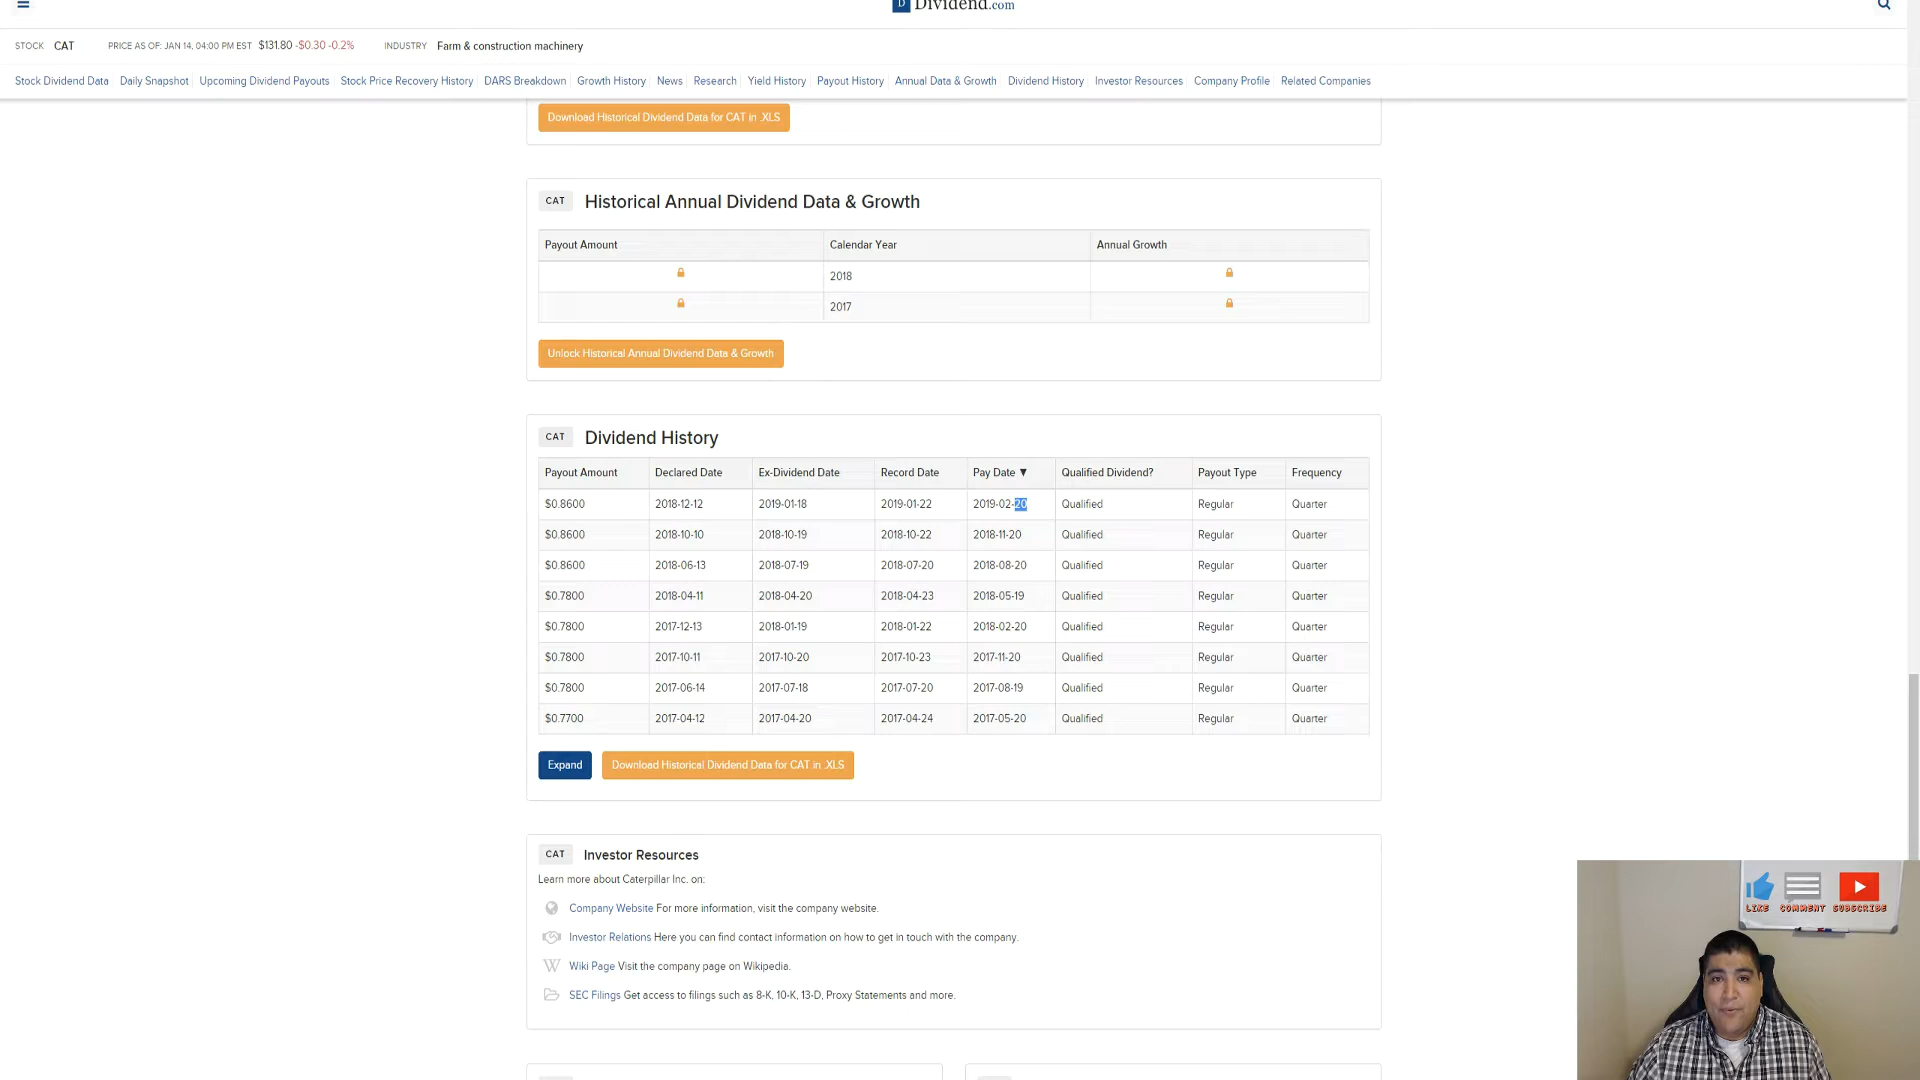 D Dividend.com
STOCK CAT PRICE AS OF: JAN 14, 04:00 PM EST $131.80 -$0.30 -0.2% INDUSTRY Farm & construction machinery
Stock Dividend Data Daily Snapshot Upcoming Dividend Payouts Stock Price Recovery History DARS Breakdown Growth History News Research Yield History Payout History Annual Data & Growth Dividend History Investor Resources Company Profile Related Companies
Download Historical Dividend Data for CAT in .XLS
CAT Historical Annual Dividend Data & Growth
Payout Amount Calendar Year Annual Growth
2018
2017
Unlock Historical Annual Dividend Data & Growth
CAT Dividend History
Payout Amount Declared Date Ex-Dividend Date Record Date Pay Date ▼ Qualified Dividend? Payout Type Frequency
$0.8600 2018-12-12 2019-01-18 2019-01-22 2019-02-20 Qualified Regular Quarter
$0.8600 2018-10-10 2018-10-19 2018-10-22 2018-11-20 Qualified Regular Quarter
$0.8600 2018-06-13 2018-07-19 2018-07-20 2018-08-20 Qualified Regular Quarter
$0.7800 2018-04-11 2018-04-20 2018-04-23 2018-05-19 Qualified Regular Quarter
$0.7800 2017-12-13 2018-01-19 2018-01-22 2018-02-20 Qualified Regular Quarter
$0.7800 2017-10-11 2017-10-20 2017-10-23 2017-11-20 Qualified Regular Quarter
$0.7800 2017-06-14 2017-07-18 2017-07-20 2017-08-19 Qualified Regular Quarter
$0.7700 2017-04-12 2017-04-20 2017-04-24 2017-05-20 Qualified Regular Quarter
Expand Download Historical Dividend Data for CAT in .XLS
CAT Investor Resources
Learn more about Caterpillar Inc. on:
Company Website For more information, visit the company website.
Investor Relations Here you can find contact information on how to get in touch with the company.
W Wiki Page Visit the company page on Wikipedia.
SEC Filings Get access to filings such as 8-K, 10-K, 13-D, Proxy Statements and more.
LIKE COMMENT SUBSCRIBE